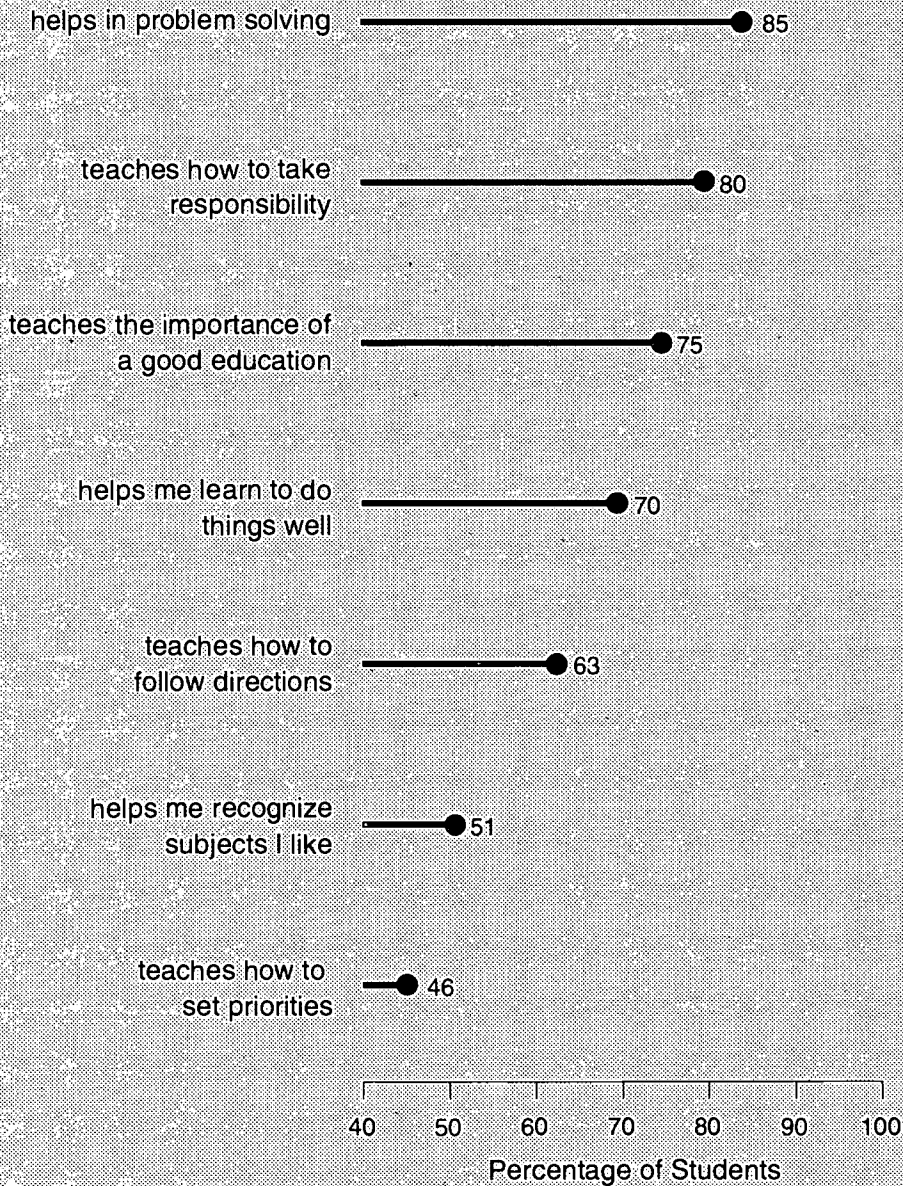 helps in problem solving
85
teaches how to take
responsibility
80
teaches the importance of
a good education
75
helps me learn to do
things well
70
teaches how to
follow directions
63
helps me recognize
subjects I like
51
teaches how to
set priorities
46
40 50 60 70 80 90 100
Percentage of Students